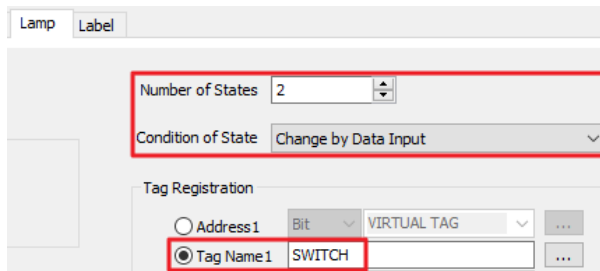 Lamp Label
Number of States 2
Condition of State Change by Data Input
Tag Registration
Address1 Bit VIRTUAL TAG ...
Tag Name1 SWITCH ...